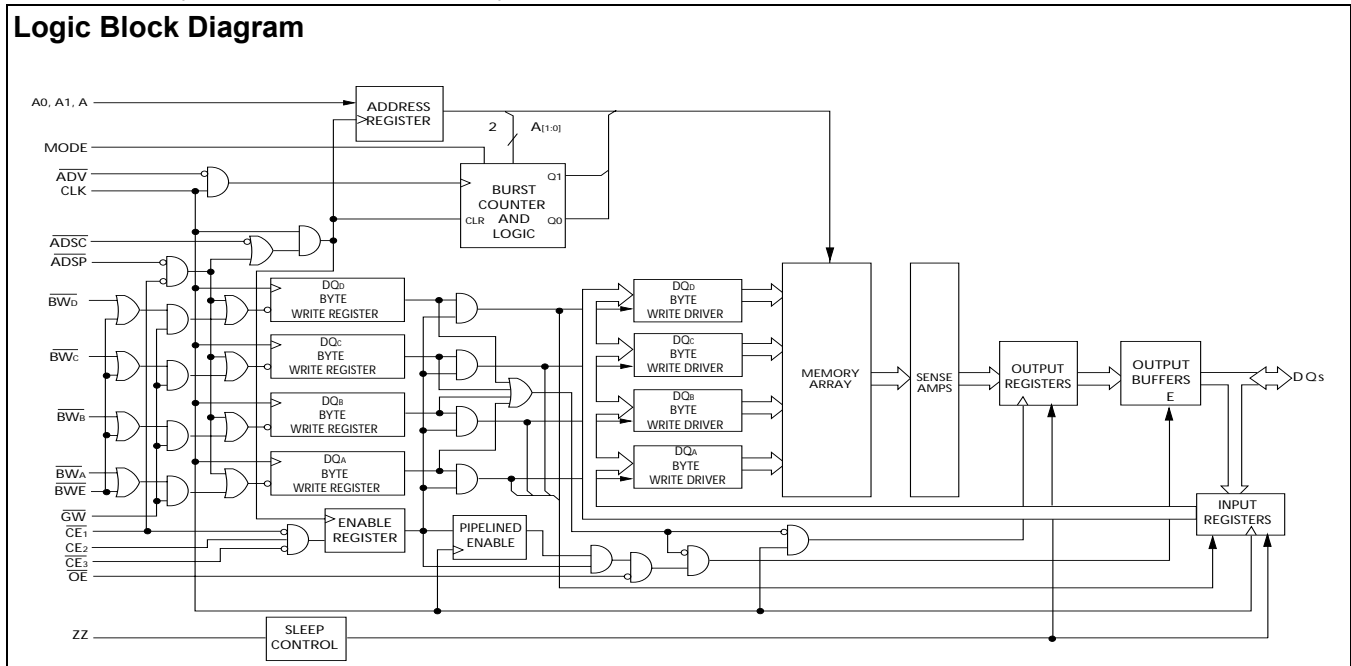 Logic Block Diagram
A0, A1, A
ADDRESS
REGISTER
2 A[1:0]
MODE
ADV
CLK
BURST
COUNTER
AND
LOGIC
CLR
Q1
Q0
ADSC
ADSP
BWD
DQD
BYTE
WRITE REGISTER
DQD
BYTE
WRITE DRIVER
BWC
DQC
BYTE
WRITE REGISTER
DQC
BYTE
WRITE DRIVER
BWB
DQB
BYTE
WRITE REGISTER
DQB
BYTE
WRITE DRIVER
BWA
BWE
DQA
BYTE
WRITE REGISTER
DQA
BYTE
WRITE DRIVER
MEMORY
ARRAY
SENSE
AMPS
OUTPUT
REGISTERS
OUTPUT
BUFFERS
E
DQs
INPUT
REGISTERS
GW
CE1
CE2
CE3
OE
ENABLE
REGISTER
PIPELINED
ENABLE
ZZ
SLEEP
CONTROL